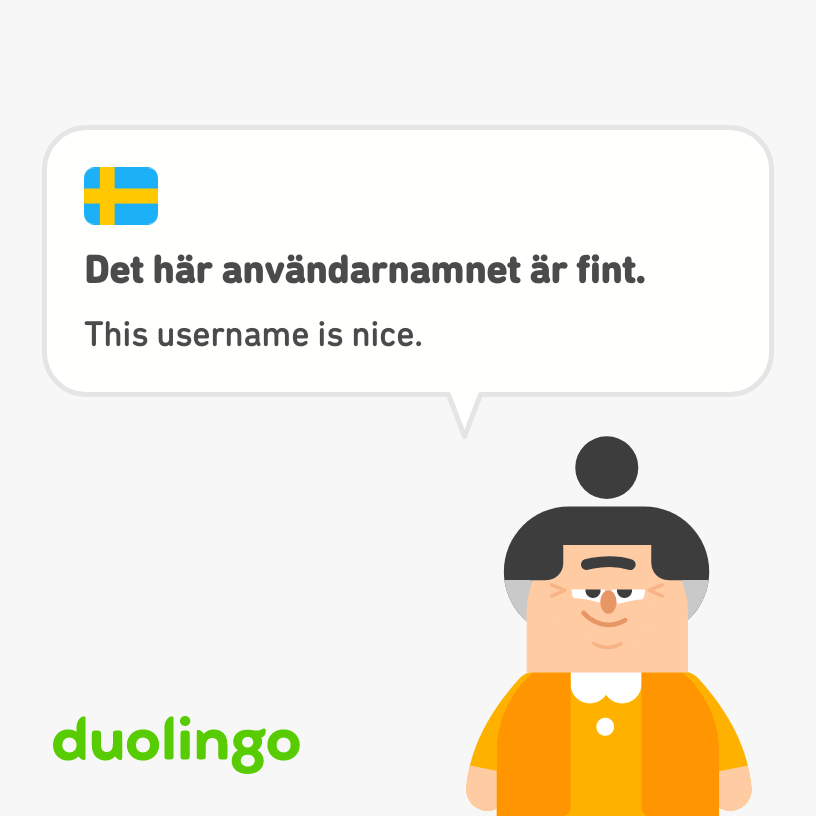 Det här användarnamnet är fint.
This username is nice.
duolingo